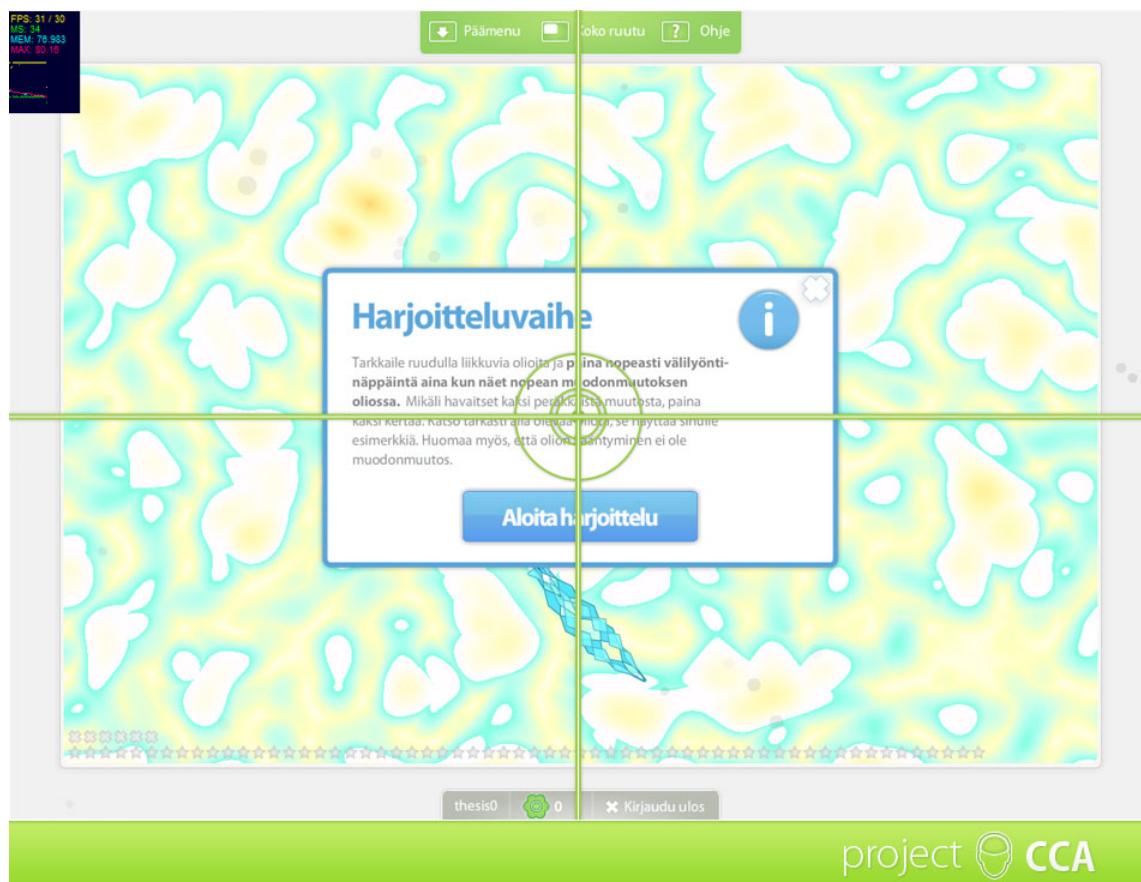 FPS: 31 / 30
MS: 34
MEM: 76.983
MAX: 80.16
Päämenu Koko ruutu ? Ohje
Harjoitteluvaihe
i
Tarkkaile ruudulla liikkuvia olioita ja paina nopeasti välilyönti-
näppäintä aina kun näet nopean muodonmuutoksen
oliossa. Mikäli havaitset kaksi peräkkäistä muutosta, paina
kaksi kertaa. Katso tarkasti alla olevaa oliota, se näyttää sinulle
esimerkkiä. Huomaa myös, että olion kääntyminen ei ole
muodonmuutos.
Aloita harjoittelu
thesis0 0 Kirjaudu ulos
project CCA